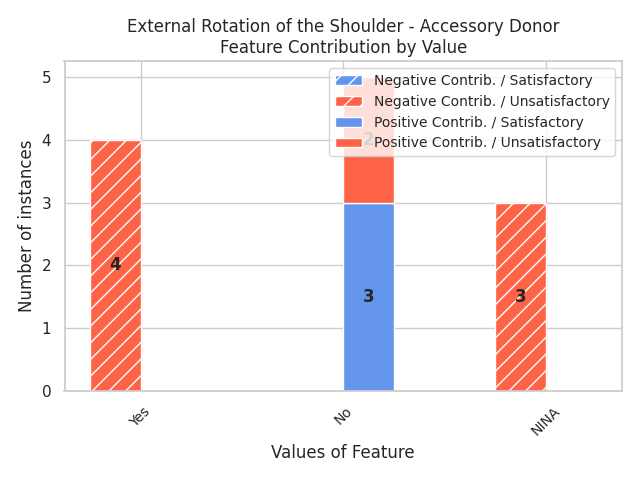 External Rotation of the Shoulder - Accessory Donor
Feature Contribution by Value
Negative Contrib. / Satisfactory
Negative Contrib. / Unsatisfactory
Positive Contrib. / Satisfactory
Positive Contrib. / Unsatisfactory
Number of instances
5
4
3
2
1
0
4
2
3
3
Yes
No
NINA
Values of Feature